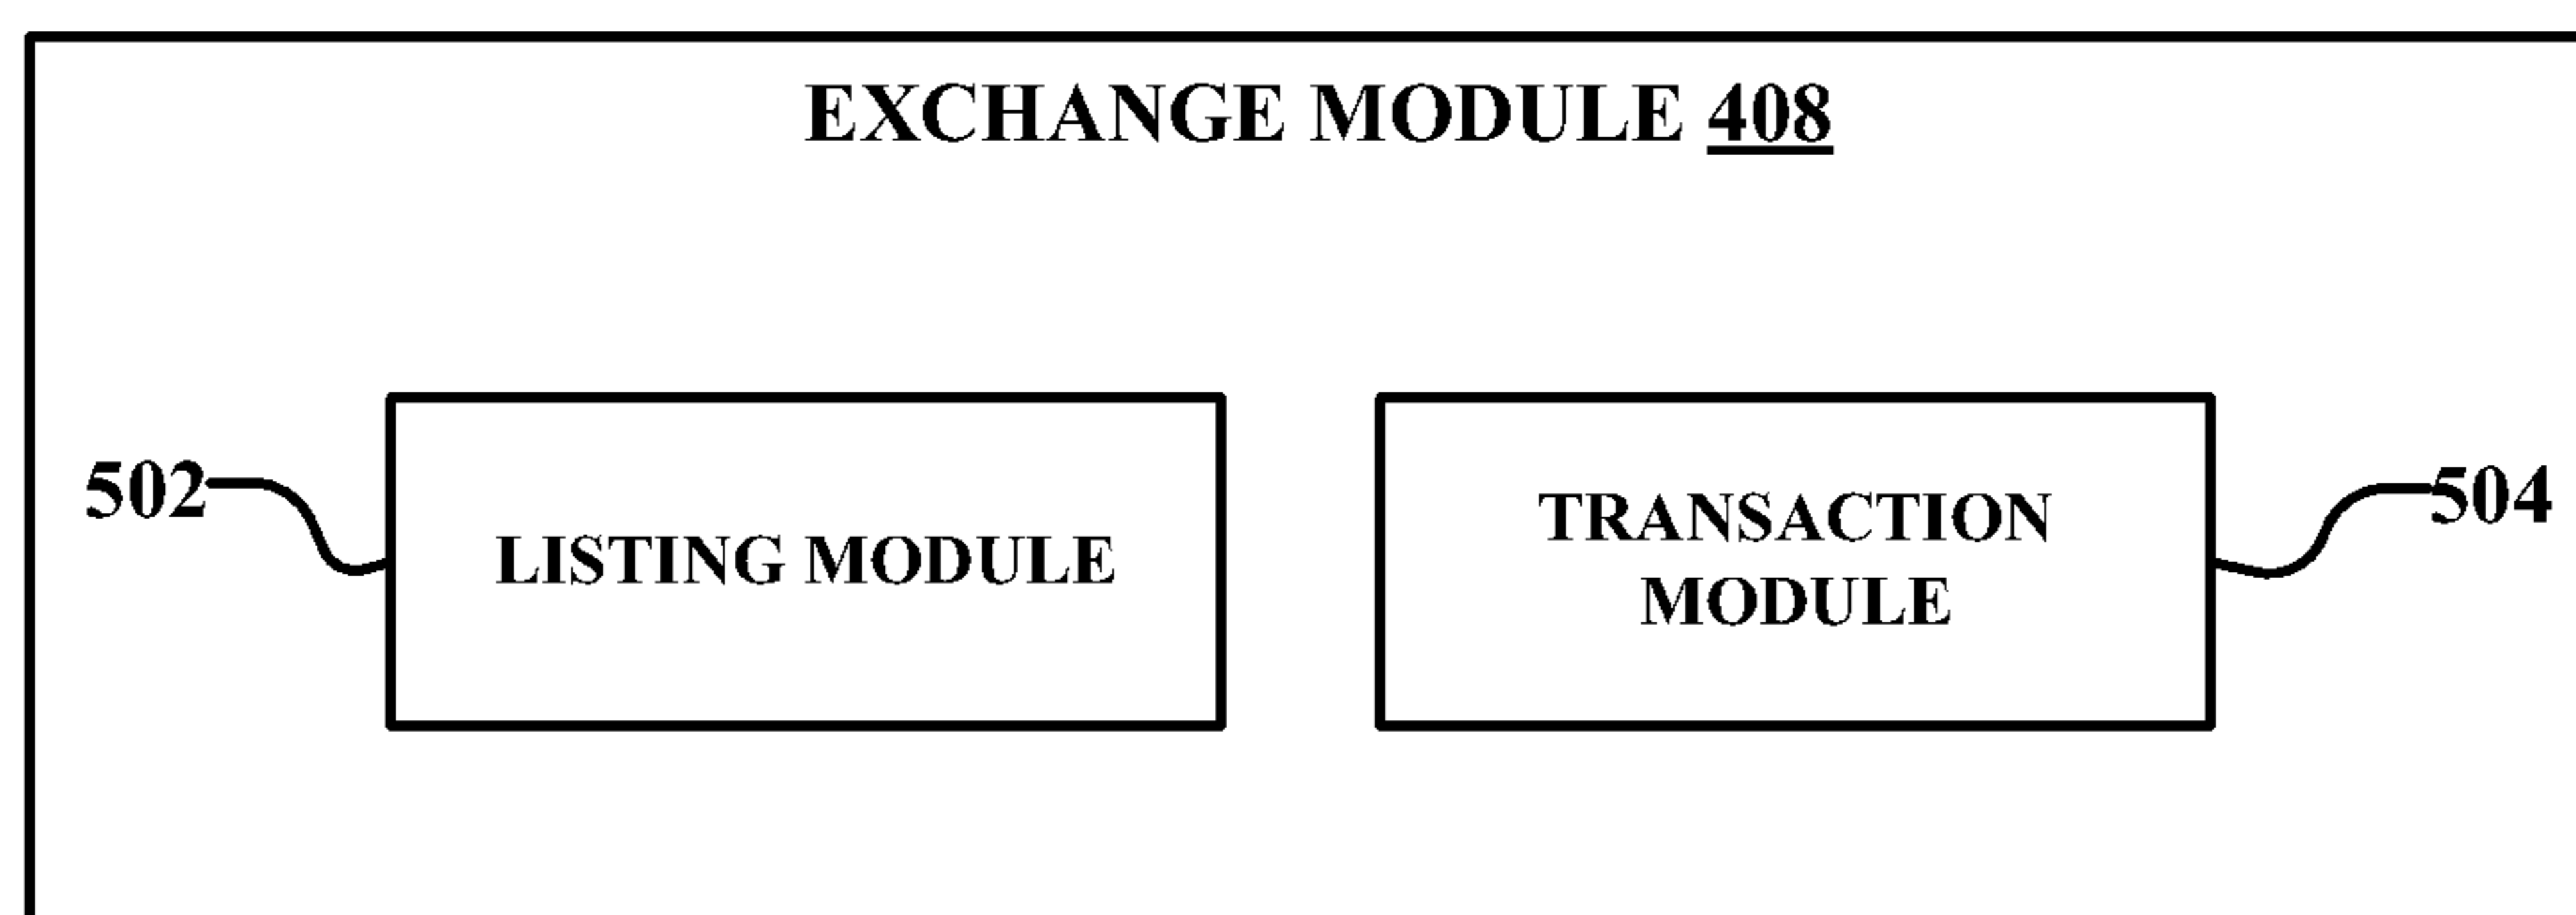 EXCHANGE MODULE 408
502
LISTING MODULE
TRANSACTION
MODULE
504